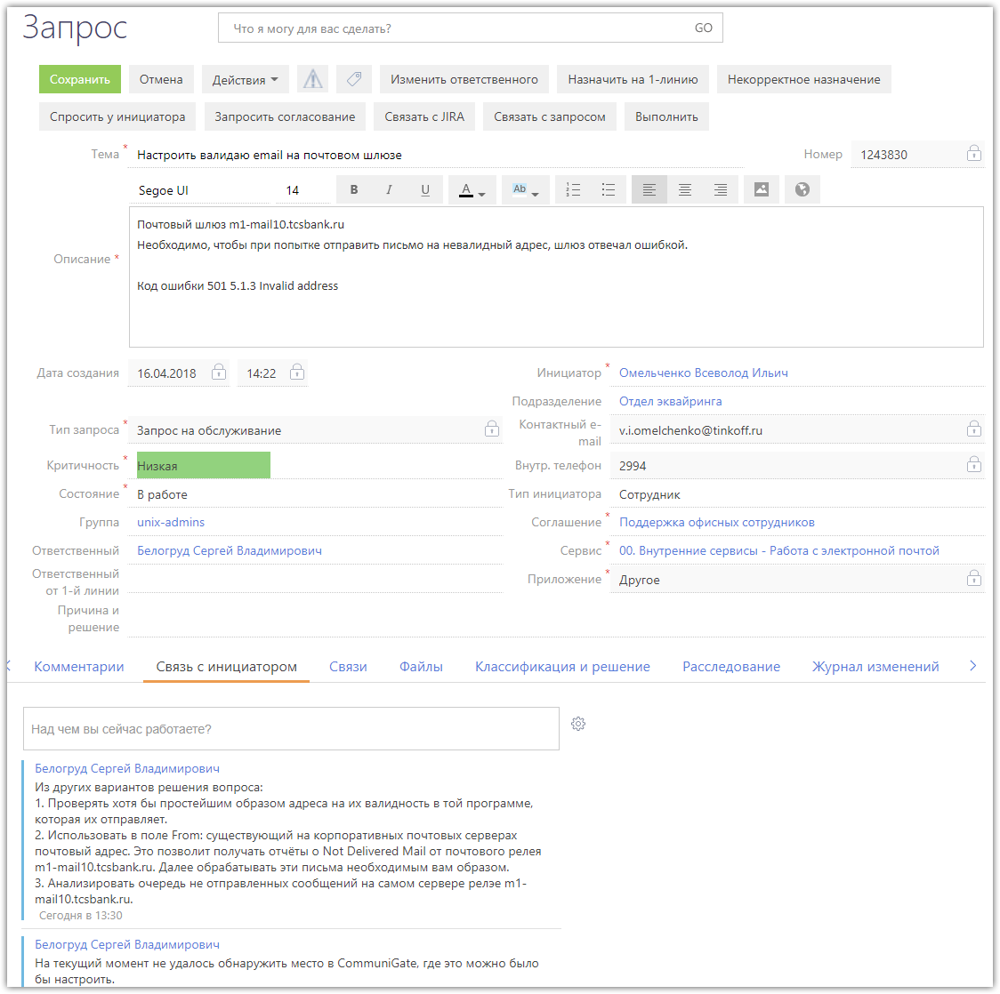 Запрос
Что я могу для вас сделать? GO
Сохранить Отмена Действия Изменить ответственного Назначить на 1-линию Некорректное назначение
Спросить у инициатора Запросить согласование Связать с JIRA Связать с запросом Выполнить
Тема * Настроить валидаю email на почтовом шлюзе Номер 1243830
Segoe UI 14 B I U A Ab
Почтовый шлюз m1-mail10.tcsbank.ru
Необходимо, чтобы при попытке отправить письмо на невалидный адрес, шлюз отвечал ошибкой.
Описание *
Код ошибки 501 5.1.3 Invalid address
Дата создания 16.04.2018 14:22 Инициатор * Омельченко Всеволод Ильич
Подразделение Отдел эквайринга
Тип запроса * Запрос на обслуживание Контактный e-
mail v.i.omelchenko@tinkoff.ru
Критичность * Низкая Внутр. телефон 2994
Состояние * В работе Тип инициатора Сотрудник
Группа unix-admins Соглашение * Поддержка офисных сотрудников
Ответственный Белогруд Сергей Владимирович Сервис * 00. Внутренние сервисы - Работа с электронной почтой
Ответственный
от 1-й линии Приложение * Другое
Причина и
решение
Комментарии Связь с инициатором Связи Файлы Классификация и решение Расследование Журнал изменений
Над чем вы сейчас работаете?
Белогруд Сергей Владимирович
Из других вариантов решения вопроса:
1. Проверять хотя бы простейшим образом адреса на их валидность в той программе,
которая их отправляет.
2. Использовать в поле From: существующий на корпоративных почтовых серверах
почтовый адрес. Это позволит получать отчёты о Not Delivered Mail от почтового релея
m1-mail10.tcsbank.ru. Далее обрабатывать эти письма необходимым вам образом.
3. Анализировать очередь не отправленных сообщений на самом сервере релэе m1-
mail10.tcsbank.ru.
Сегодня в 13:30
Белогруд Сергей Владимирович
На текущий момент не удалось обнаружить место в CommuniGate, где это можно было
бы настроить.